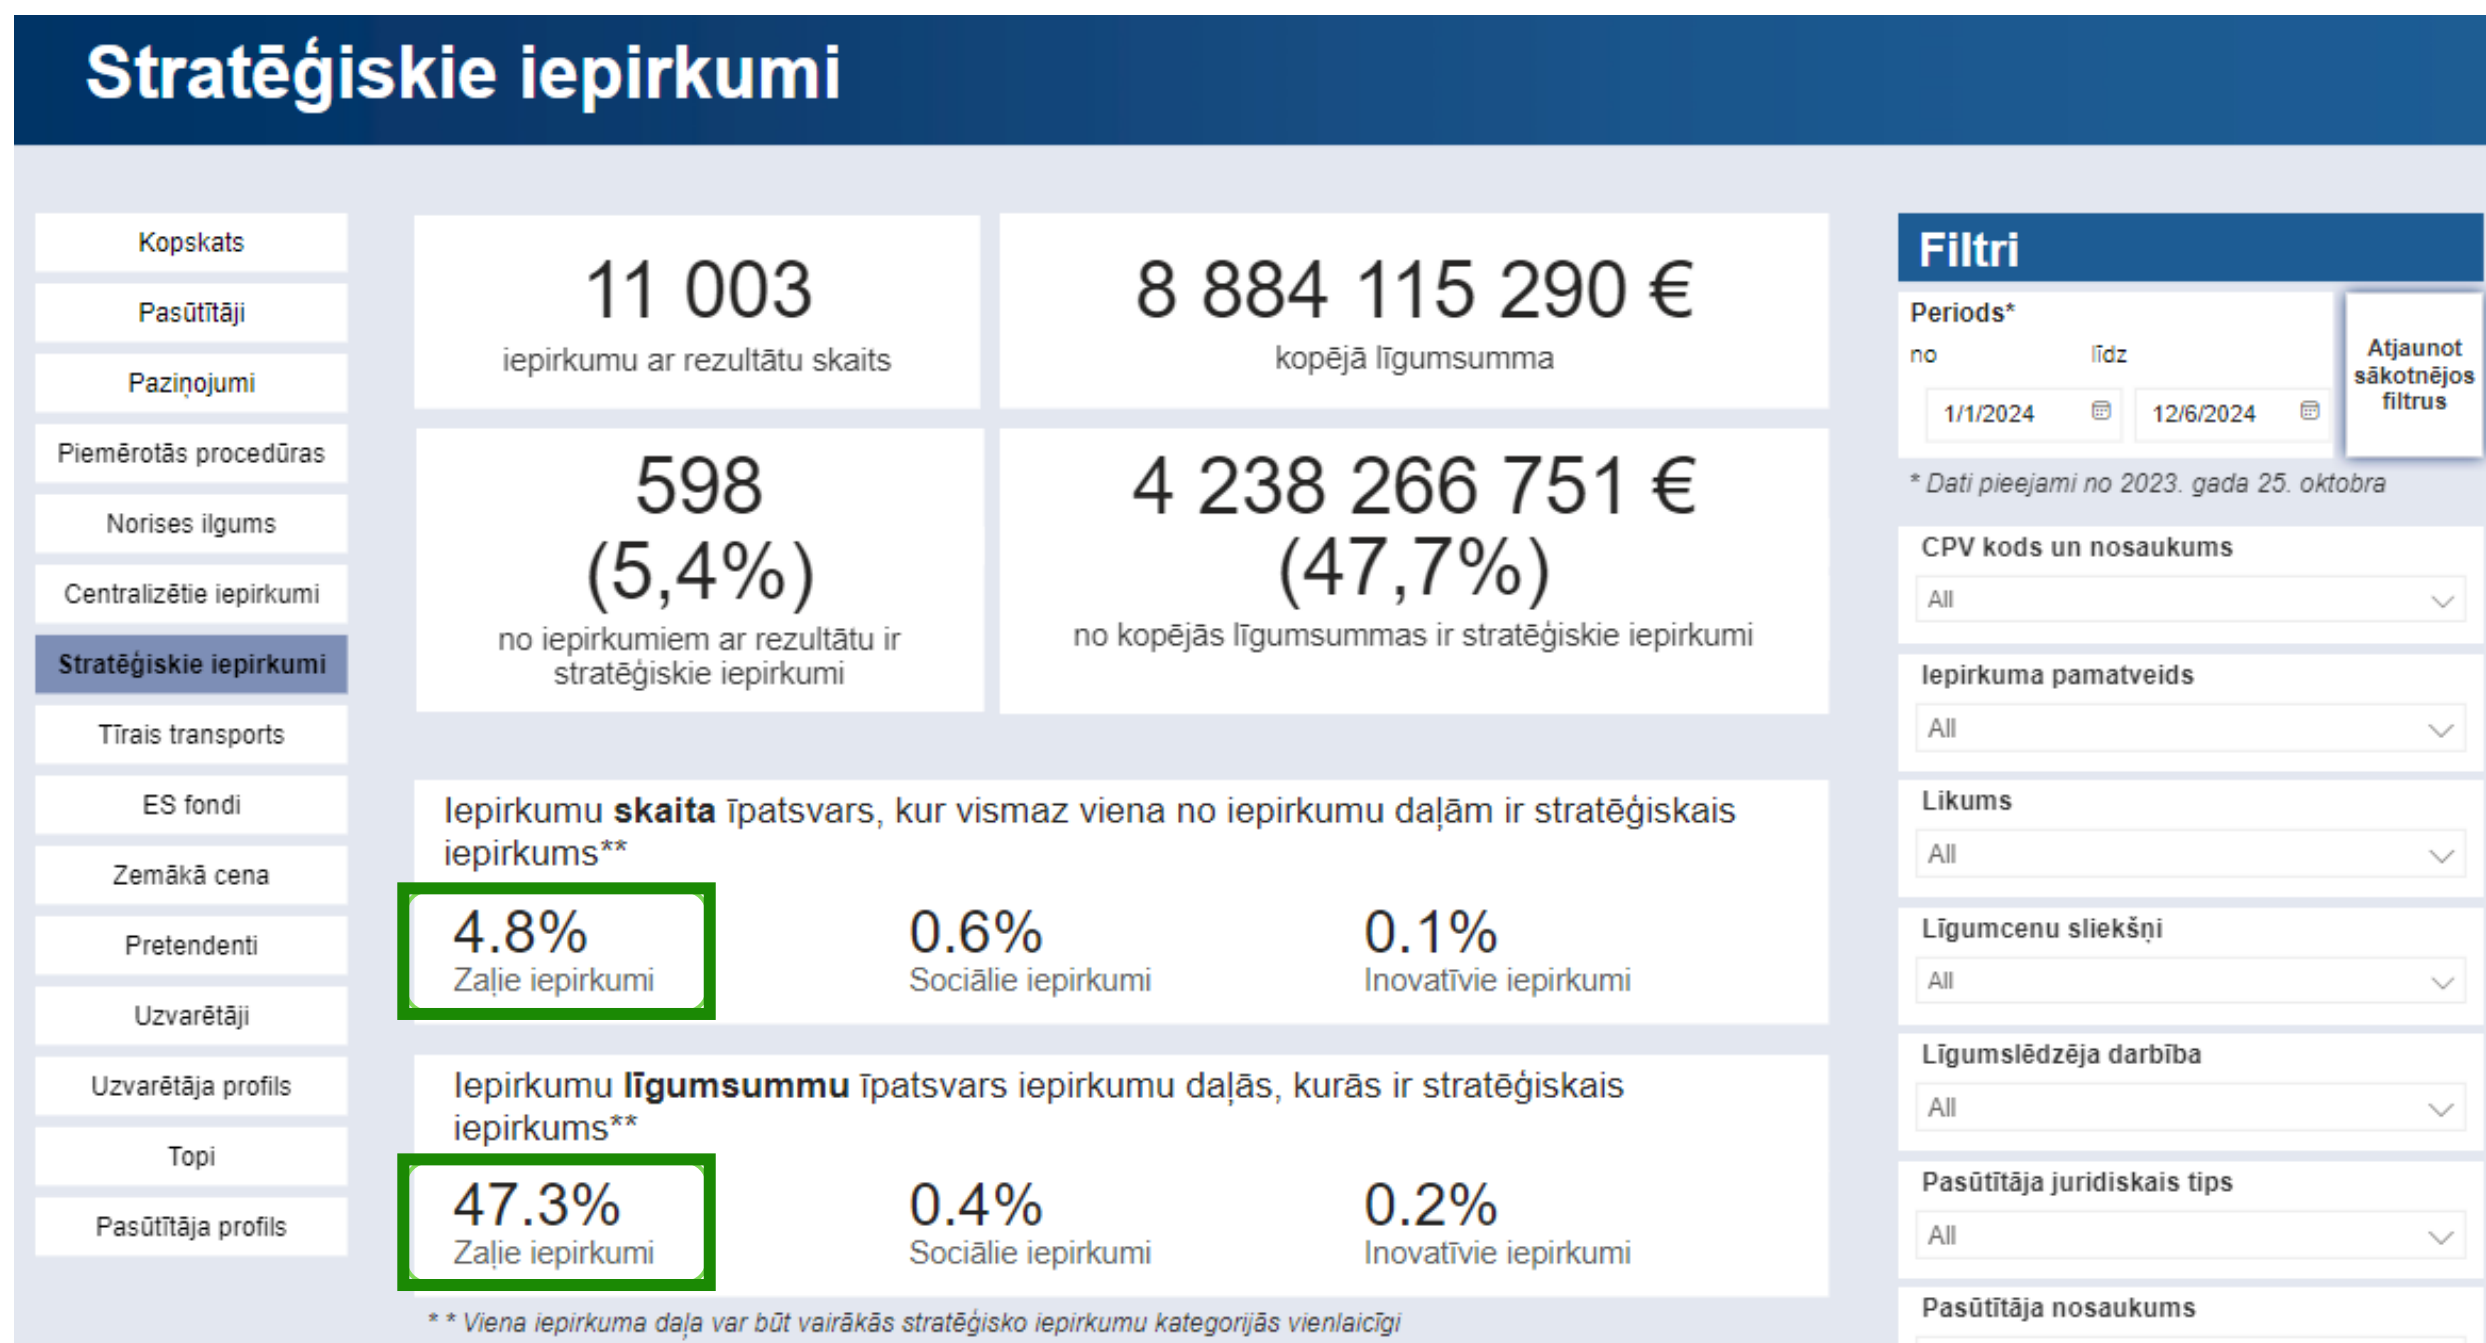 Stratēģiskie iepirkumi
Kopskats
Pasūtītāji
Paziņojumi
Piemērotās procedūras
Norises ilgums
Centralizētie iepirkumi
Stratēģiskie iepirkumi
Tīrais transports
ES fondi
Zemākā cena
Pretendenti
Uzvarētāji
Uzvarētāja profils
Topi
Pasūtītāja profils
11 003
iepirkumu ar rezultātu skaits
8 884 115 290 €
kopējā līgumsumma
598
(5,4%)
no iepirkumiem ar rezultātu ir
stratēģiskie iepirkumi
4 238 266 751 €
(47,7%)
no kopējās līgumsummas ir stratēģiskie iepirkumi
Iepirkumu skaita īpatsvars, kur vismaz viena no iepirkumu daļām ir stratēģiskais
iepirkums**
4.8%
Zaļie iepirkumi
0.6%
Sociālie iepirkumi
0.1%
Inovatīvie iepirkumi
Iepirkumu līgumsummu īpatsvars iepirkumu daļās, kurās ir stratēģiskais
iepirkums**
47.3%
Zaļie iepirkumi
0.4%
Sociālie iepirkumi
0.2%
Inovatīvie iepirkumi
* * Viena iepirkuma daļa var būt vairākās stratēģisko iepirkumu kategorijās vienlaicīgi
Filtri
Periods*
no līdz
1/1/2024 12/6/2024
Atjaunot
sākotnējos
filtrus
* Dati pieejami no 2023. gada 25. oktobra
CPV kods un nosaukums
All
Iepirkuma pamatveids
All
Likums
All
Līgumcenu sliekšņi
All
Līgumslēdzēja darbība
All
Pasūtītāja juridiskais tips
All
Pasūtītāja nosaukums